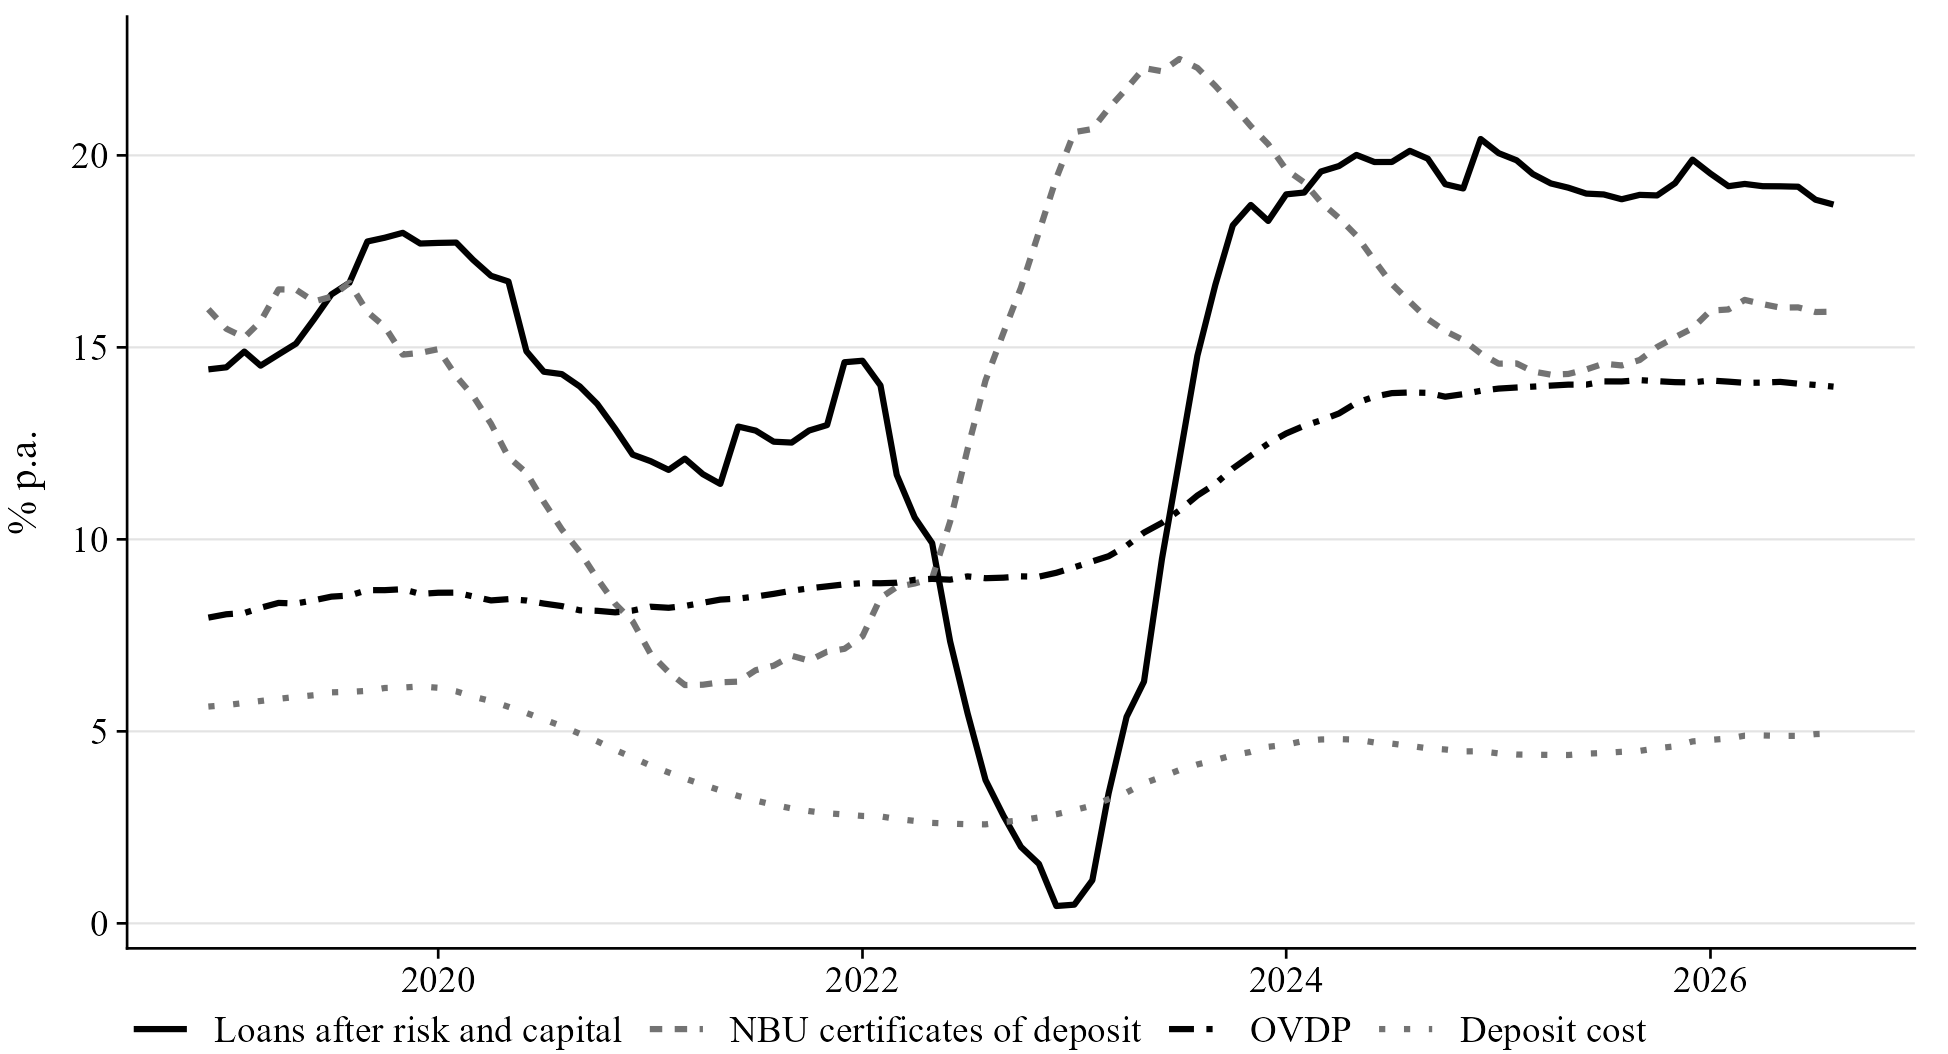 % p.a.
20
15
10
5
0
2020 2022 2024 2026
Loans after risk and capital NBU certificates of deposit OVDP Deposit cost